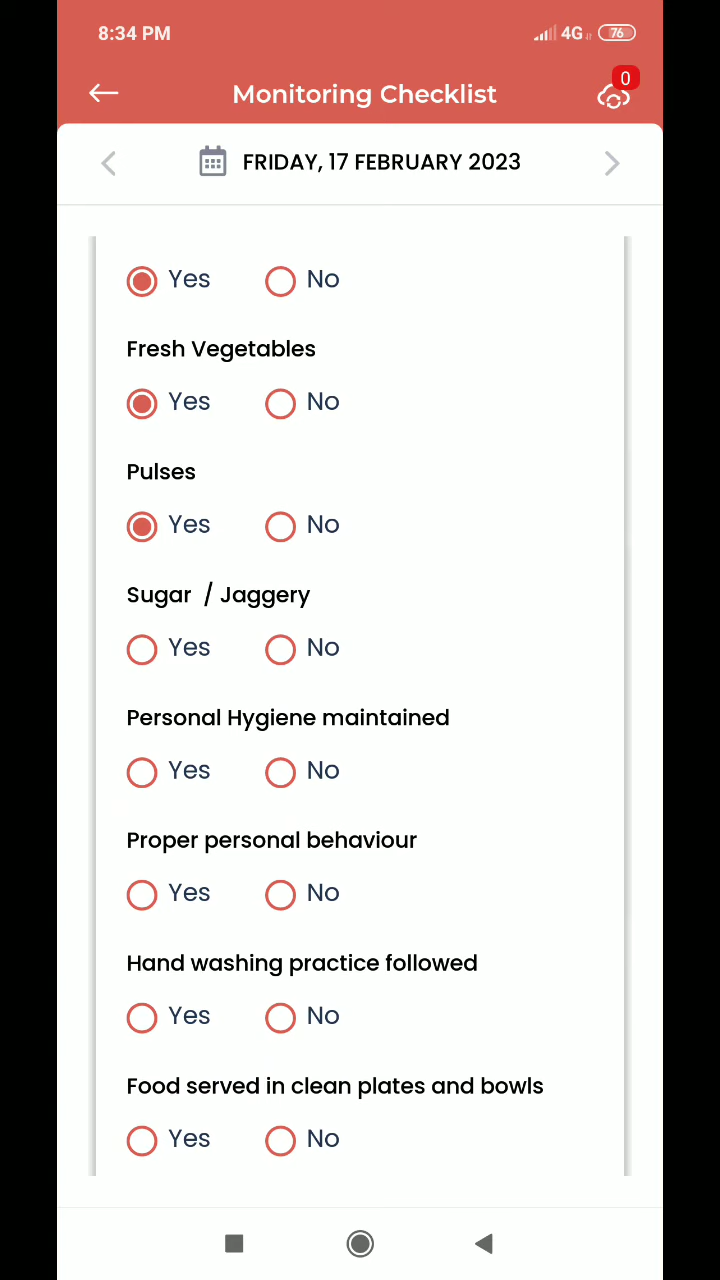 8:34 PM 4G 76
0
Monitoring Checklist
FRIDAY, 17 FEBRUARY 2023
Yes No
Fresh Vegetables
Yes No
Pulses
Yes No
Sugar / Jaggery
Yes No
Personal Hygiene maintained
Yes No
Proper personal behaviour
Yes No
Hand washing practice followed
Yes No
Food served in clean plates and bowls
Yes No